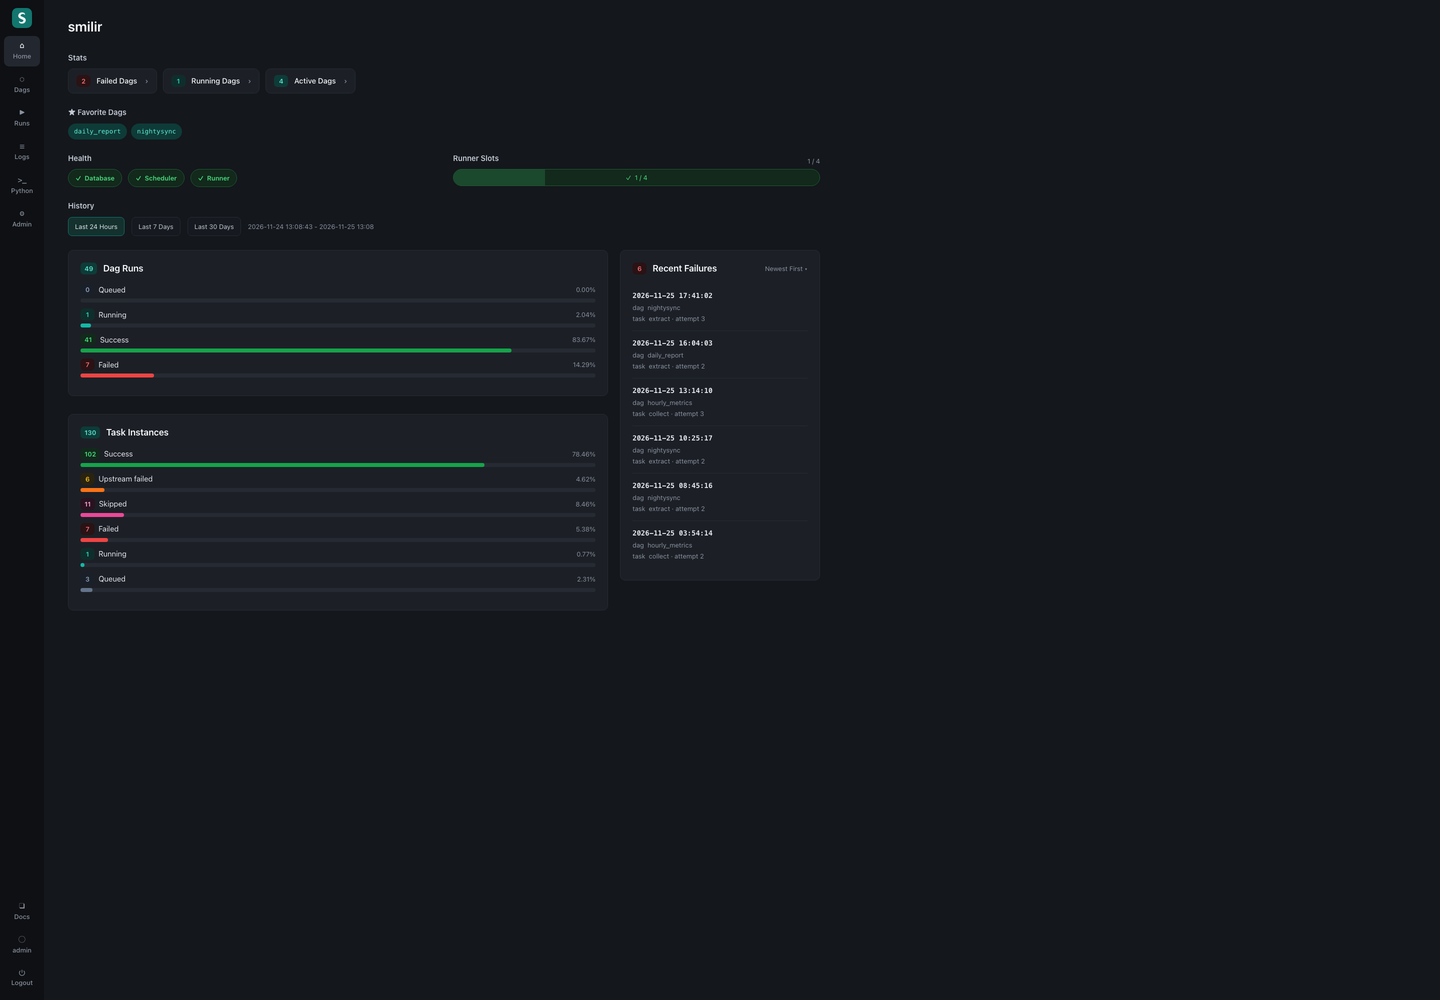 S
Home
Dags
Runs
Logs
>_
Python
Admin
Docs
admin
Logout
smilir
Stats
2 Failed Dags ›
1 Running Dags ›
4 Active Dags ›
★ Favorite Dags
daily_report nightysync
Health
✓ Database ✓ Scheduler ✓ Runner
Runner Slots 1 / 4
✓ 1 / 4
History
Last 24 Hours Last 7 Days Last 30 Days 2026-11-24 13:08:43 - 2026-11-25 13:08
49 Dag Runs
0 Queued 0.00%
1 Running 2.04%
41 Success 83.67%
7 Failed 14.29%
130 Task Instances
102 Success 78.46%
6 Upstream failed 4.62%
11 Skipped 8.46%
7 Failed 5.38%
1 Running 0.77%
3 Queued 2.31%
6 Recent Failures Newest First ›
2026-11-25 17:41:02
dag nightysync
task extract · attempt 3
2026-11-25 16:04:03
dag daily_report
task extract · attempt 2
2026-11-25 13:14:10
dag hourly_metrics
task collect · attempt 3
2026-11-25 10:25:17
dag nightysync
task extract · attempt 2
2026-11-25 08:45:16
dag nightysync
task extract · attempt 2
2026-11-25 03:54:14
dag hourly_metrics
task collect · attempt 2